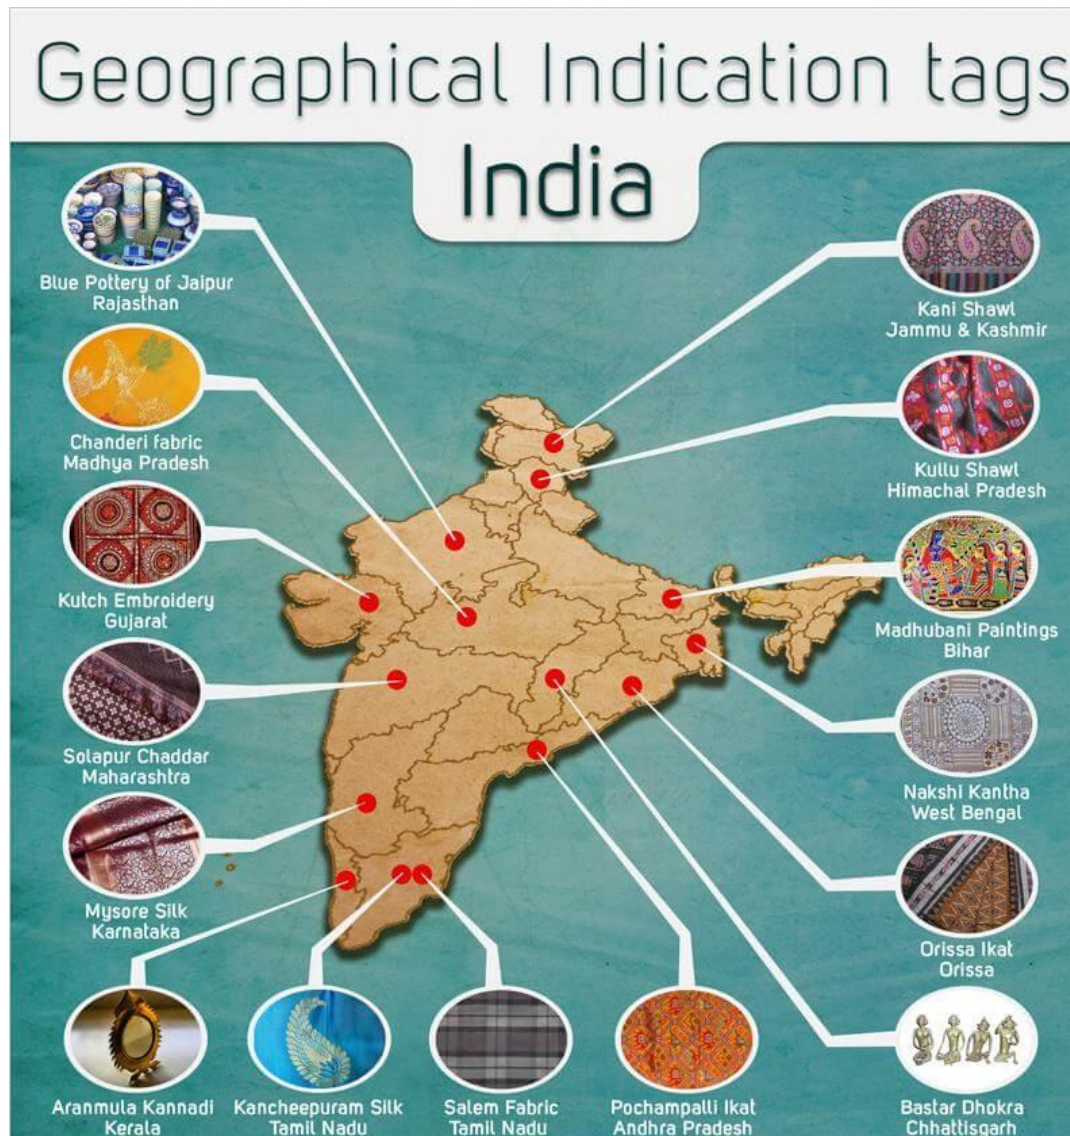 Geographical Indication tags
India
Blue Pottery of Jaipur
Rajasthan
Chanderi fabric
Madhya Pradesh
Kutch Embroidery
Gujarat
Solapur Chaddar
Maharashtra
Mysore Silk
Karnataka
Aranmula Kannadi
Kerala
Kancheepuram Silk
Tamil Nadu
Salem Fabric
Tamil Nadu
Pochampalli Ikat
Andhra Pradesh
Kani Shawl
Jammu & Kashmir
Kullu Shawl
Himachal Pradesh
Madhubani Paintings
Bihar
Nakshi Kantha
West Bengal
Orissa Ikat
Orissa
Bastar Dhokra
Chhattisgarh